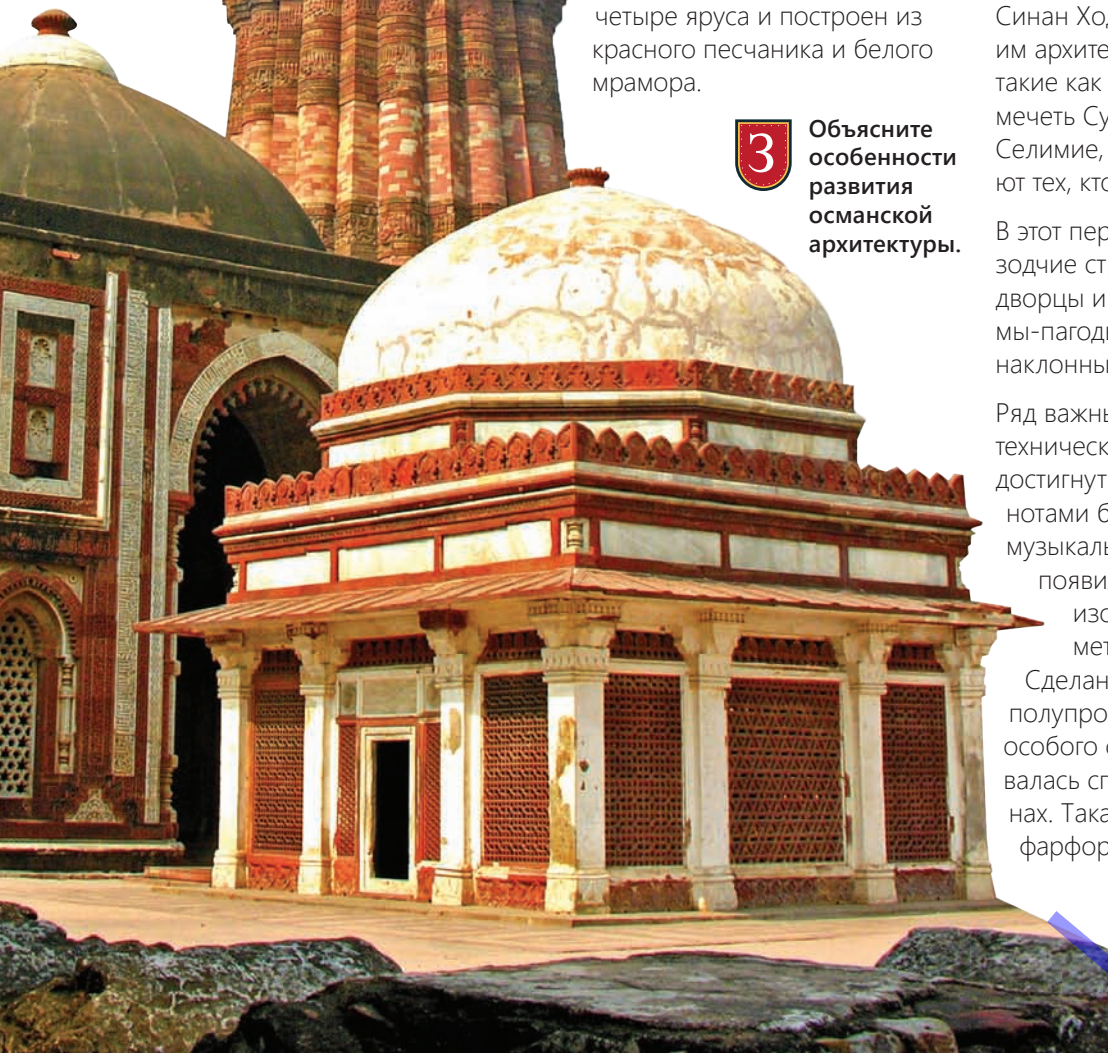 четыре яруса и построен из
красного песчаника и белого
мрамора.
3
Объясните
особенности
развития
османской
архитектуры.
Синан Хо
им архите
такие как
мечеть Су
Селимие,
ют тех, кто
В этот пер
зодчие ст
дворцы и
мы-пагод
наклонны
Ряд важны
техническ
достигнут
нотами б
музыкаль
появи
изо
мет
Сделан
полупро
особого
валась сп
нах. Така
фарфор